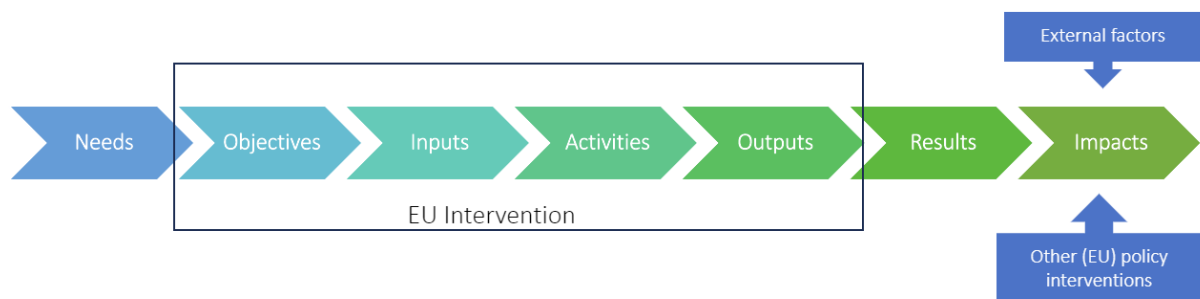 External factors
Needs
Objectives
Inputs
Activities
Outputs
Results
Impacts
EU Intervention
Other (EU) policy
interventions